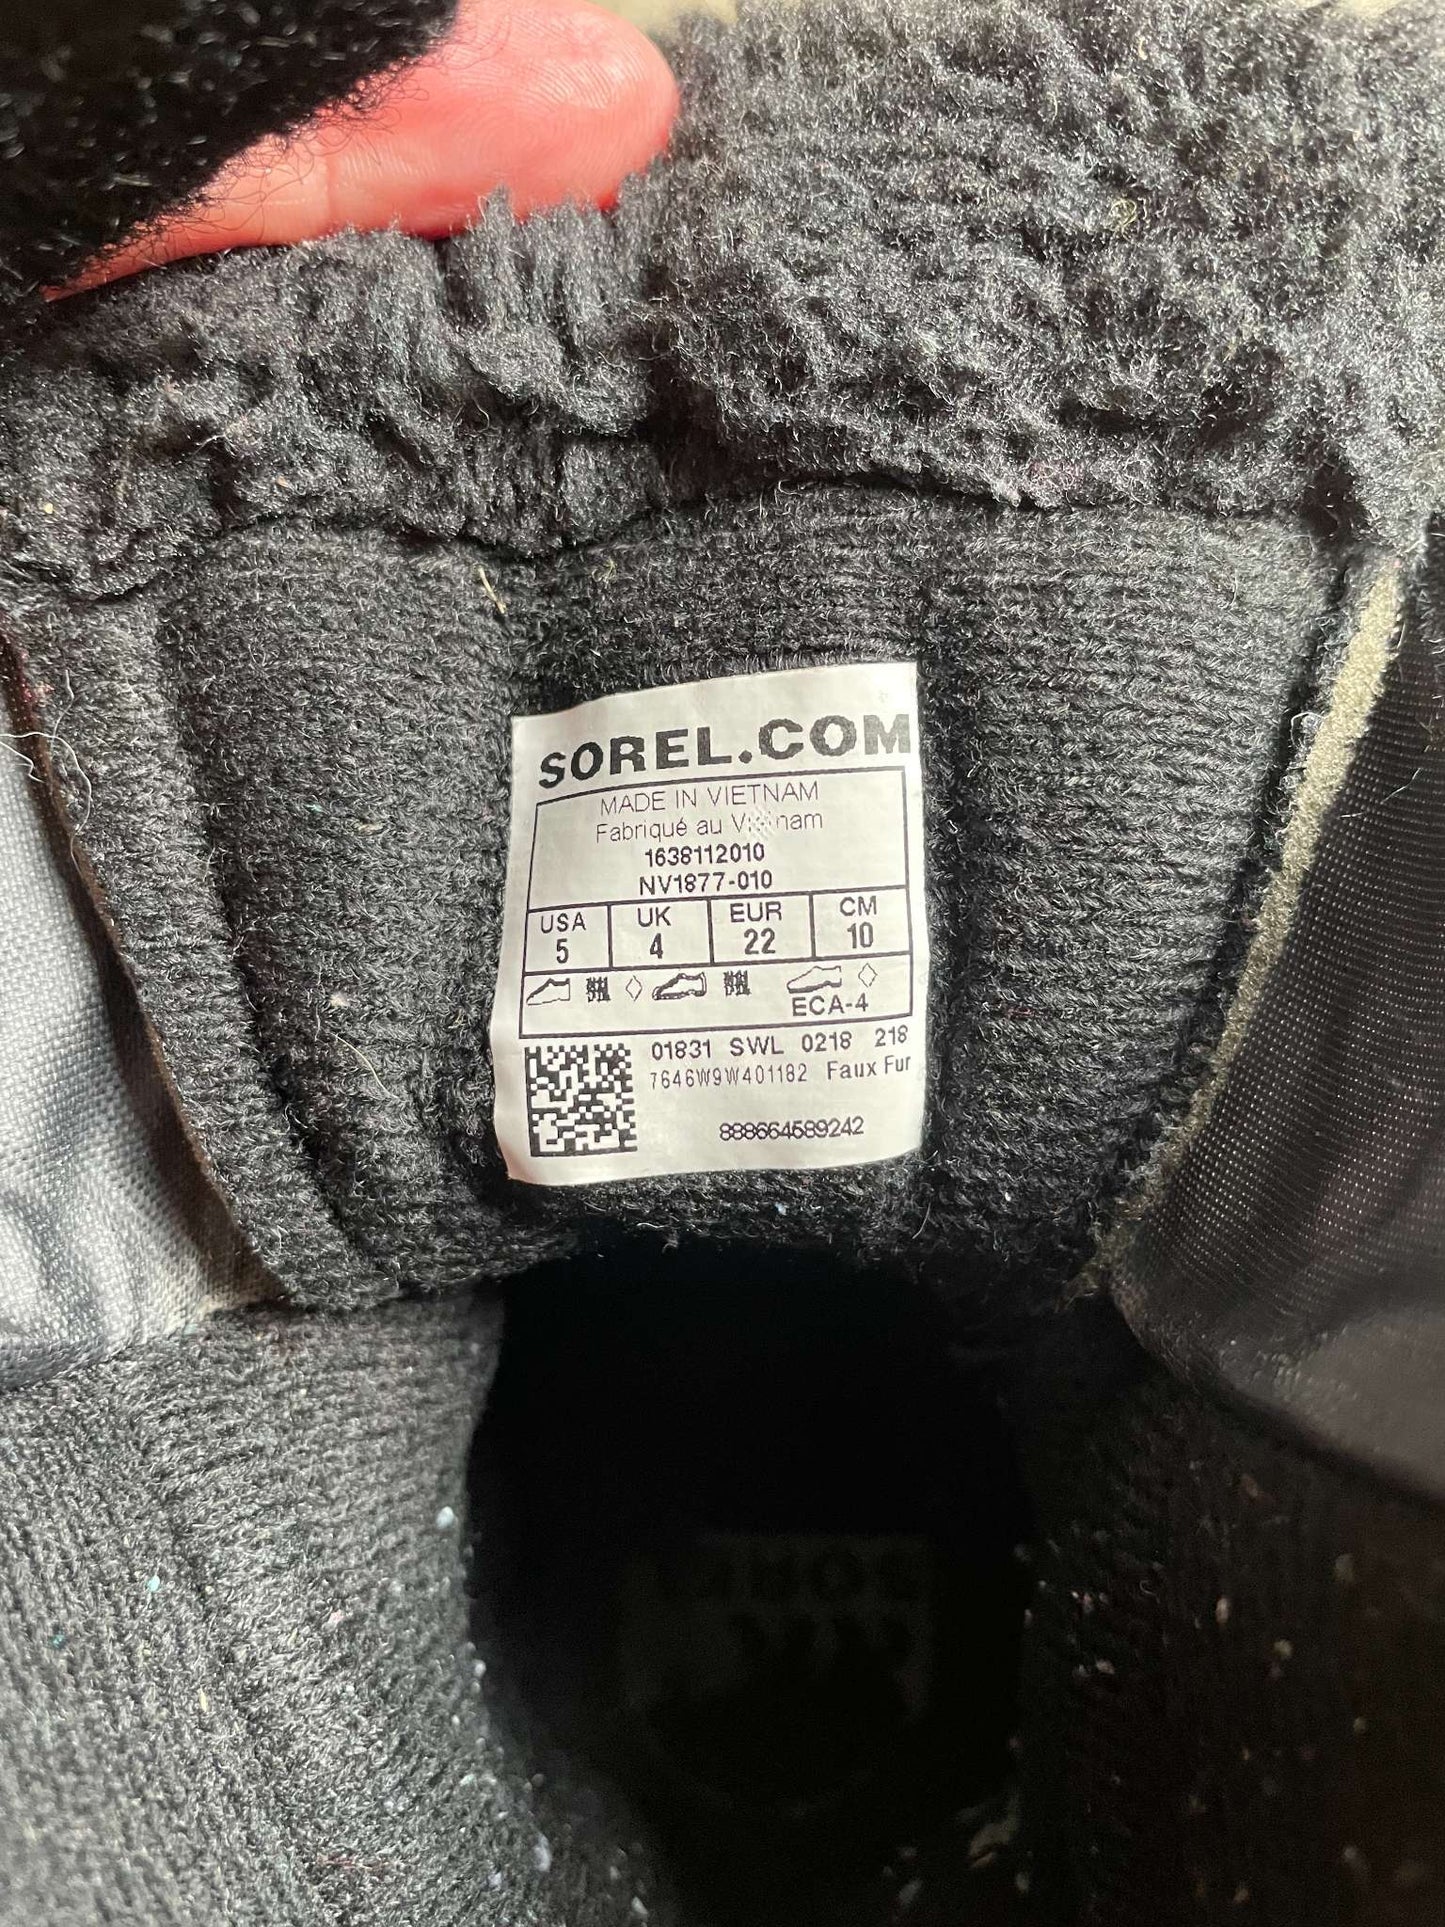 SOREL.COM
MADE IN VIETNAM
Fabriqué au Vietnam
1638112010
NV1877-010
USA UK EUR CM
5 4 22 10
ECA-4
01831 SWL 0218 218
7646W9W401182 Faux Fur
888664589242